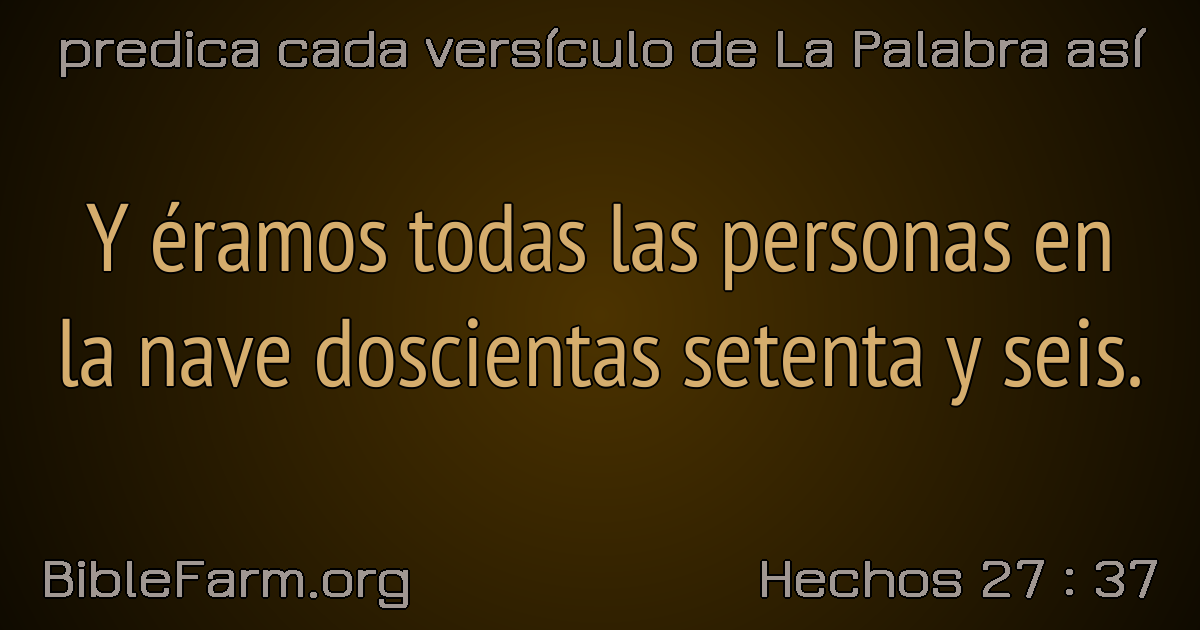 predica cada versículo de La Palabra así
Y éramos todas las personas en
la nave doscientas setenta y seis.
BibleFarm.org
Hechos 27 : 37